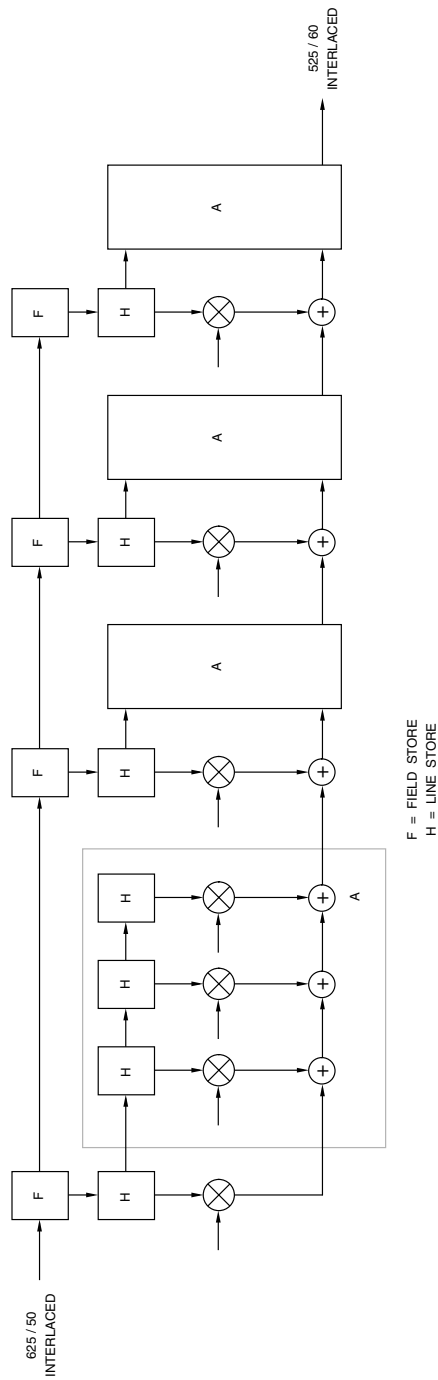 625 / 50
INTERLACED
F
F
F
F
H
H
H
H
H
H
H
A
A
A
A
525 / 60
INTERLACED
F = FIELD STORE
H = LINE STORE